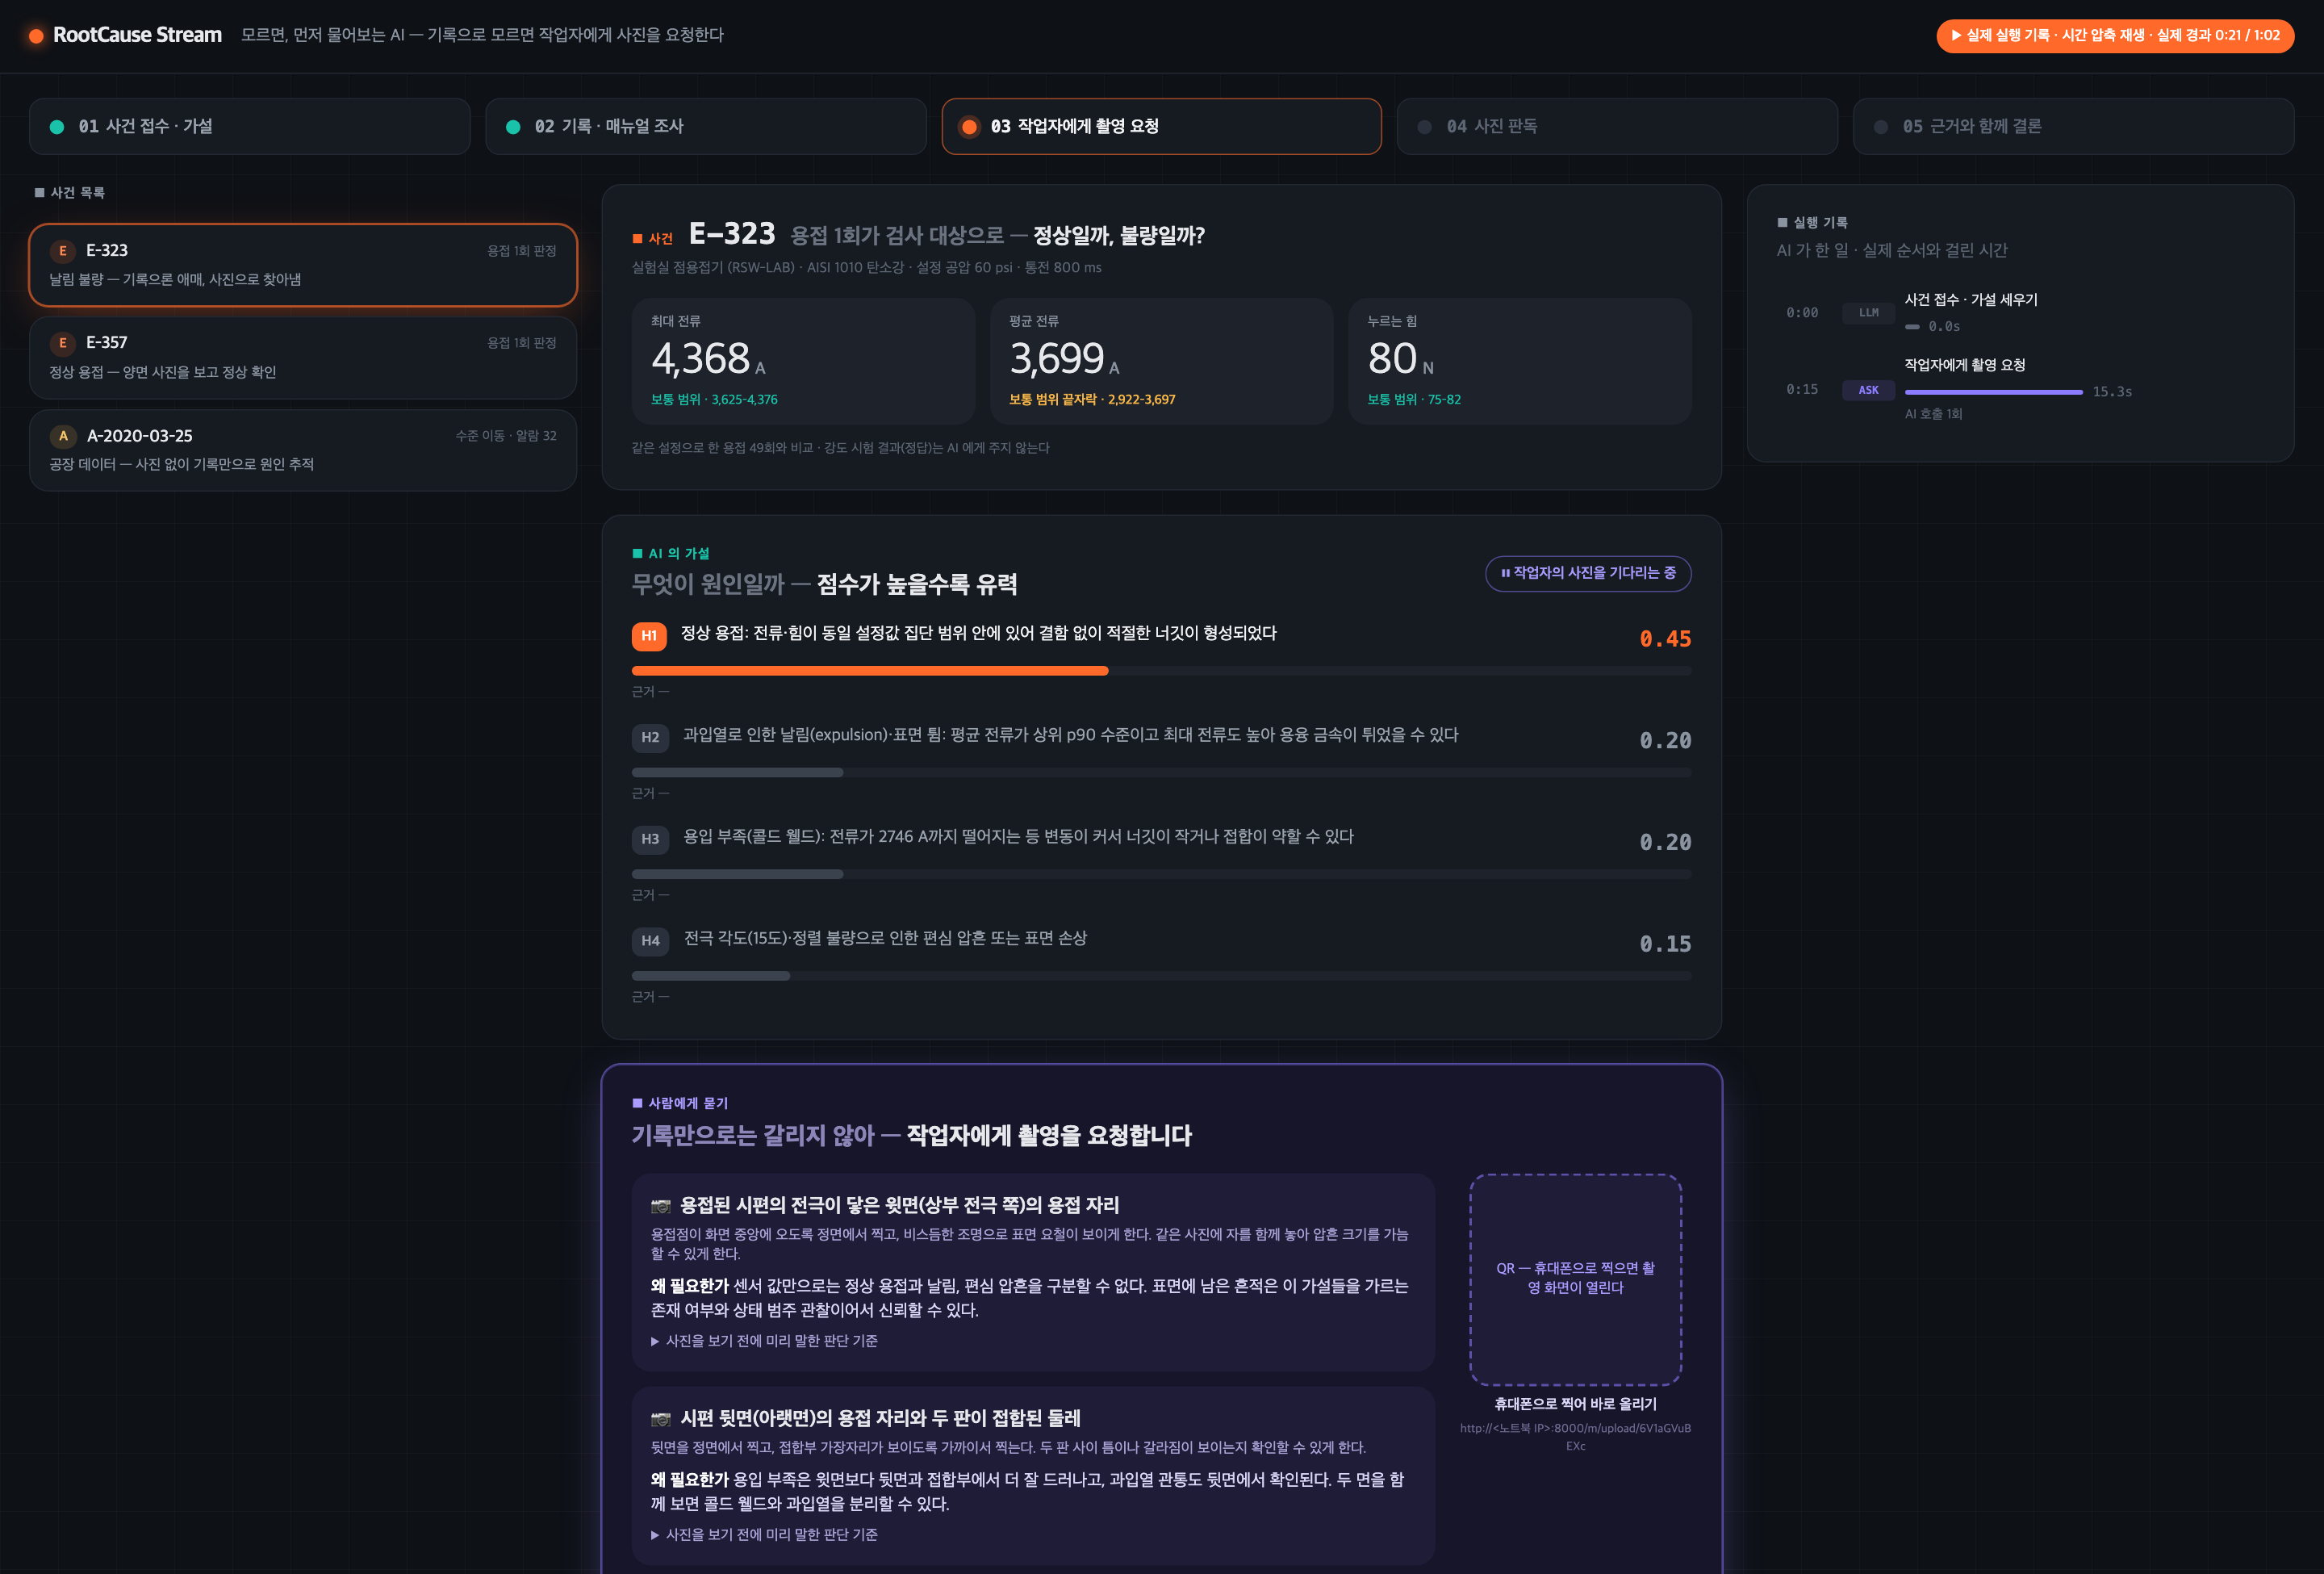 RootCause Stream 모르면, 먼저 물어보는 AI — 기록으로 모르면 작업자에게 사진을 요청한다
▶ 실제 실행 기록 · 시간 압축 재생 · 실제 경과 0:21 / 1:02
01 사건 접수 · 가설
02 기록 · 매뉴얼 조사
03 작업자에게 촬영 요청
04 사진 판독
05 근거와 함께 결론
사건 목록
E E-323 용접 1회 판정
날림 불량 — 기록으론 애매, 사진으로 찾아냄
E E-357 용접 1회 판정
정상 용접 — 양면 사진을 보고 정상 확인
A A-2020-03-25 수준 이동 · 알람 32
공장 데이터 — 사진 없이 기록만으로 원인 추적
사건 E-323 용접 1회가 검사 대상으로 — 정상일까, 불량일까?
실험실 점용접기 (RSW-LAB) · AISI 1010 탄소강 · 설정 공압 60 psi · 통전 800 ms
최대 전류
4,368 A
보통 범위 · 3,625-4,376
평균 전류
3,699 A
보통 범위 끝자락 · 2,922-3,697
누르는 힘
80 N
보통 범위 · 75-82
같은 설정으로 한 용접 49회와 비교 · 강도 시험 결과(정답)는 AI 에게 주지 않는다
AI 의 가설
무엇이 원인일까 — 점수가 높을수록 유력
작업자의 사진을 기다리는 중
H1 정상 용접: 전류·힘이 동일 설정값 집단 범위 안에 있어 결함 없이 적절한 너깃이 형성되었다 0.45
근거 —
H2 과입열로 인한 날림(expulsion)·표면 튐: 평균 전류가 상위 p90 수준이고 최대 전류도 높아 용융 금속이 튀었을 수 있다 0.20
근거 —
H3 용입 부족(콜드 웰드): 전류가 2746 A까지 떨어지는 등 변동이 커서 너깃이 작거나 접합이 약할 수 있다 0.20
근거 —
H4 전극 각도(15도)·정렬 불량으로 인한 편심 압흔 또는 표면 손상 0.15
근거 —
사람에게 묻기
기록만으로는 갈리지 않아 — 작업자에게 촬영을 요청합니다
용접된 시편의 전극이 닿은 윗면(상부 전극 쪽)의 용접 자리
용접점이 화면 중앙에 오도록 정면에서 찍고, 비스듬한 조명으로 표면 요철이 보이게 한다. 같은 사진에 자를 함께 놓아 압흔 크기를 가늠
할 수 있게 한다.
왜 필요한가 센서 값만으로는 정상 용접과 날림, 편심 압흔을 구분할 수 없다. 표면에 남은 흔적은 이 가설들을 가르는
존재 여부와 상태 범주 관찰이어서 신뢰할 수 있다.
▶ 사진을 보기 전에 미리 말한 판단 기준
시편 뒷면(아랫면)의 용접 자리와 두 판이 접합된 둘레
뒷면을 정면에서 찍고, 접합부 가장자리가 보이도록 가까이서 찍는다. 두 판 사이 틈이나 갈라짐이 보이는지 확인할 수 있게 한다.
왜 필요한가 용입 부족은 윗면보다 뒷면과 접합부에서 더 잘 드러나고, 과입열 관통도 뒷면에서 확인된다. 두 면을 함
께 보면 콜드 웰드와 과입열을 분리할 수 있다.
▶ 사진을 보기 전에 미리 말한 판단 기준
QR — 휴대폰으로 찍으면 촬
영 화면이 열린다
휴대폰으로 찍어 바로 올리기
http://<노트북 IP>:8000/m/upload/6V1aGVuB
EXc
실행 기록
AI 가 한 일 · 실제 순서와 걸린 시간
0:00 LLM 사건 접수 · 가설 세우기
0.0s
작업자에게 촬영 요청
0:15 ASK 15.3s
AI 호출 1회